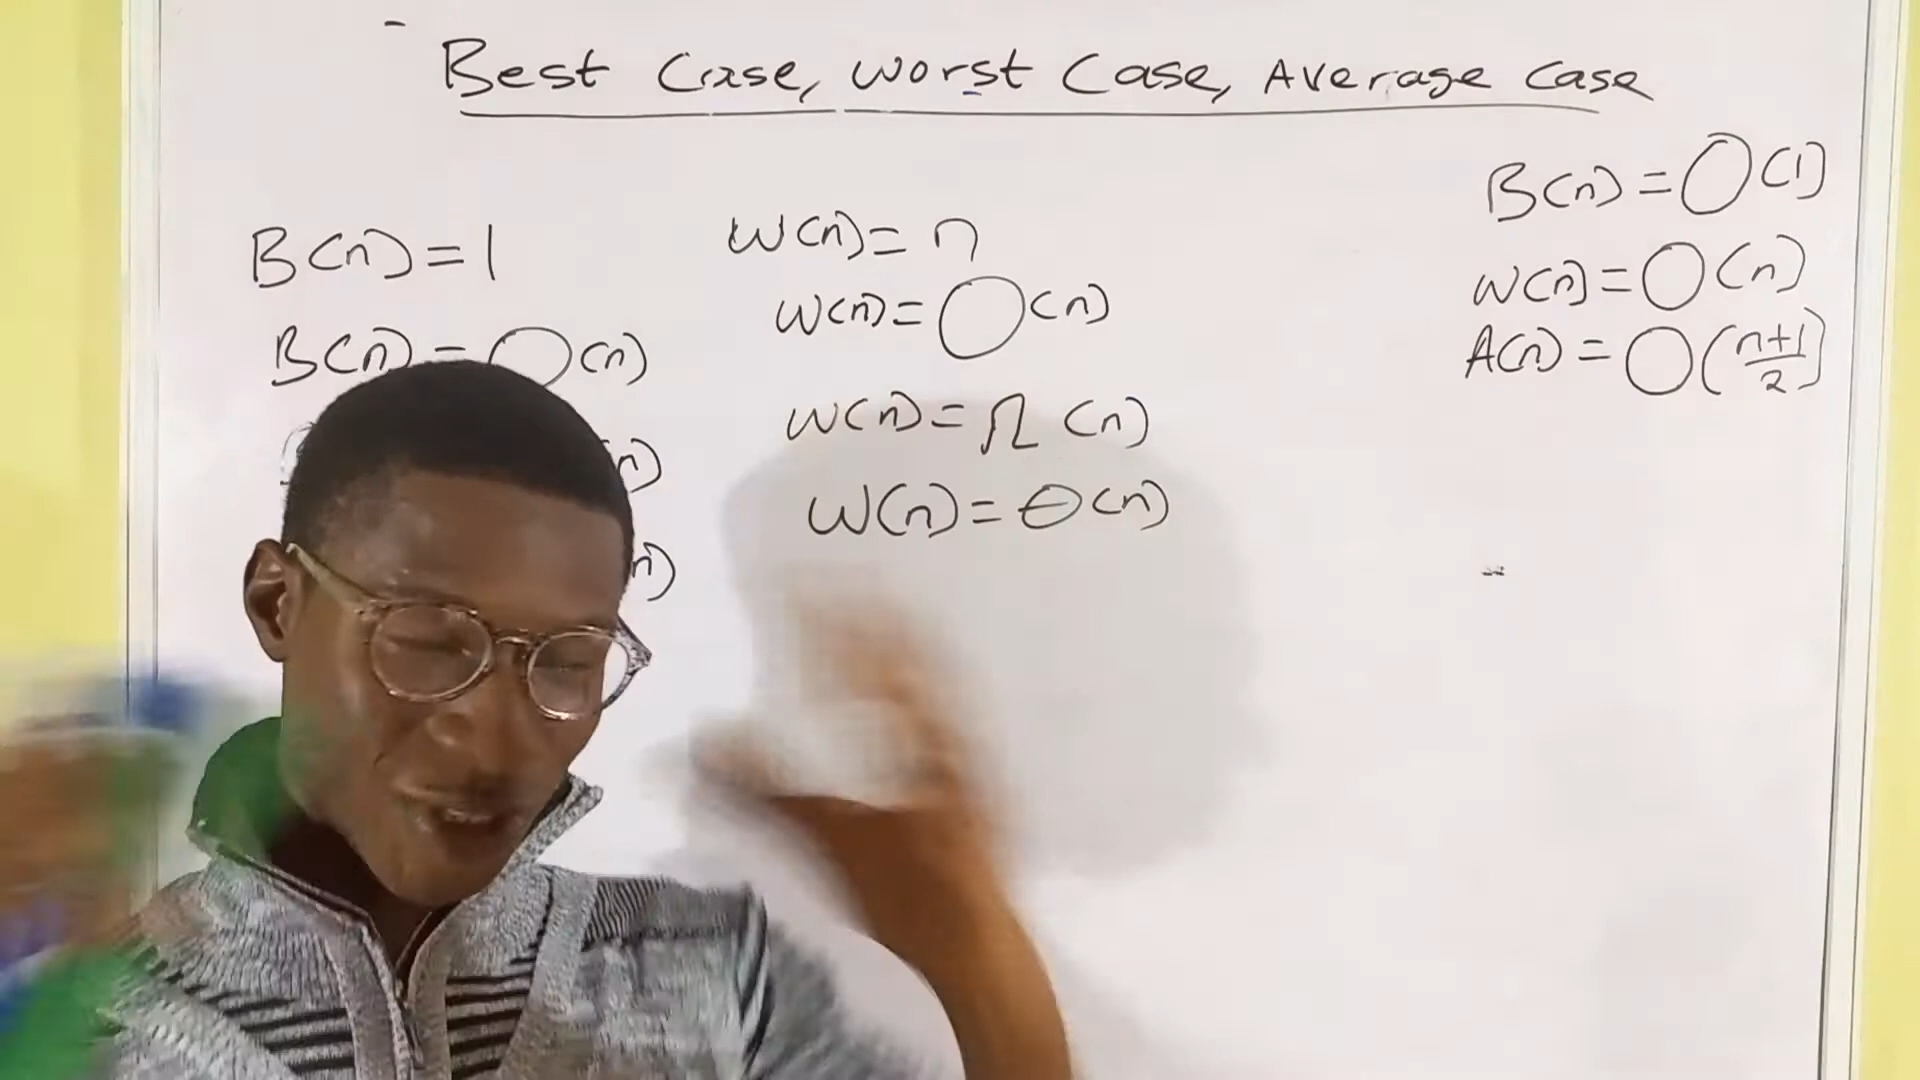 Best Case, Worst Case, Average Case
B(n) = 1
B(n) = O(n)
n)
n)
W(n) = n
W(n) = O(n)
W(n) = Ω(n)
W(n) = Θ(n)
B(n) = O(1)
W(n) = O(n)
A(n) = O(n+1/2)